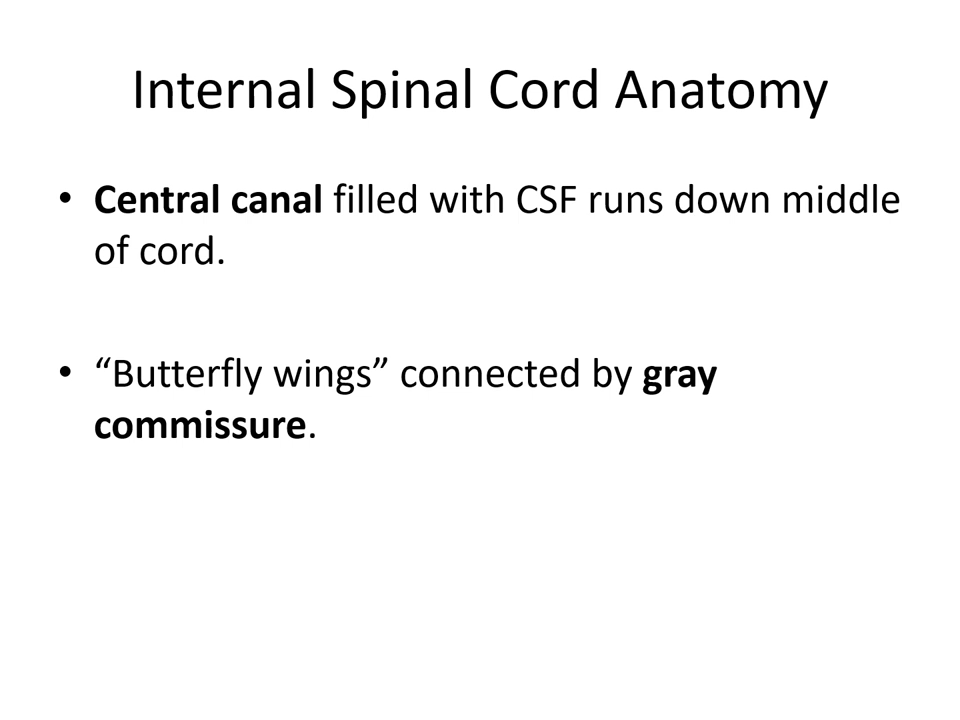 Internal Spinal Cord Anatomy
• Central canal filled with CSF runs down middle
of cord.
• “Butterfly wings” connected by gray
commissure.